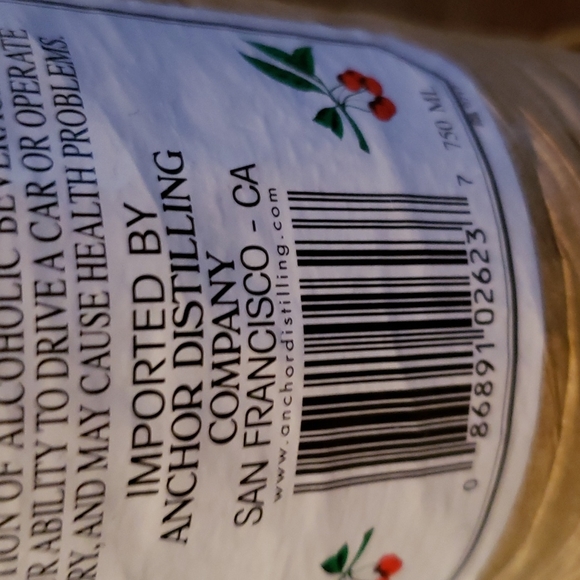 TION OF ALCOHOLIC
R ABILITY TO DRIVE A CAR OR OPERATE
RY, AND MAY CAUSE HEALTH PROBLEMS.
IMPORTED BY
ANCHOR DISTILLING
COMPANY
SAN FRANCISCO - CA
www.anchordistilling.com
0 86891 02623 7
750 ML